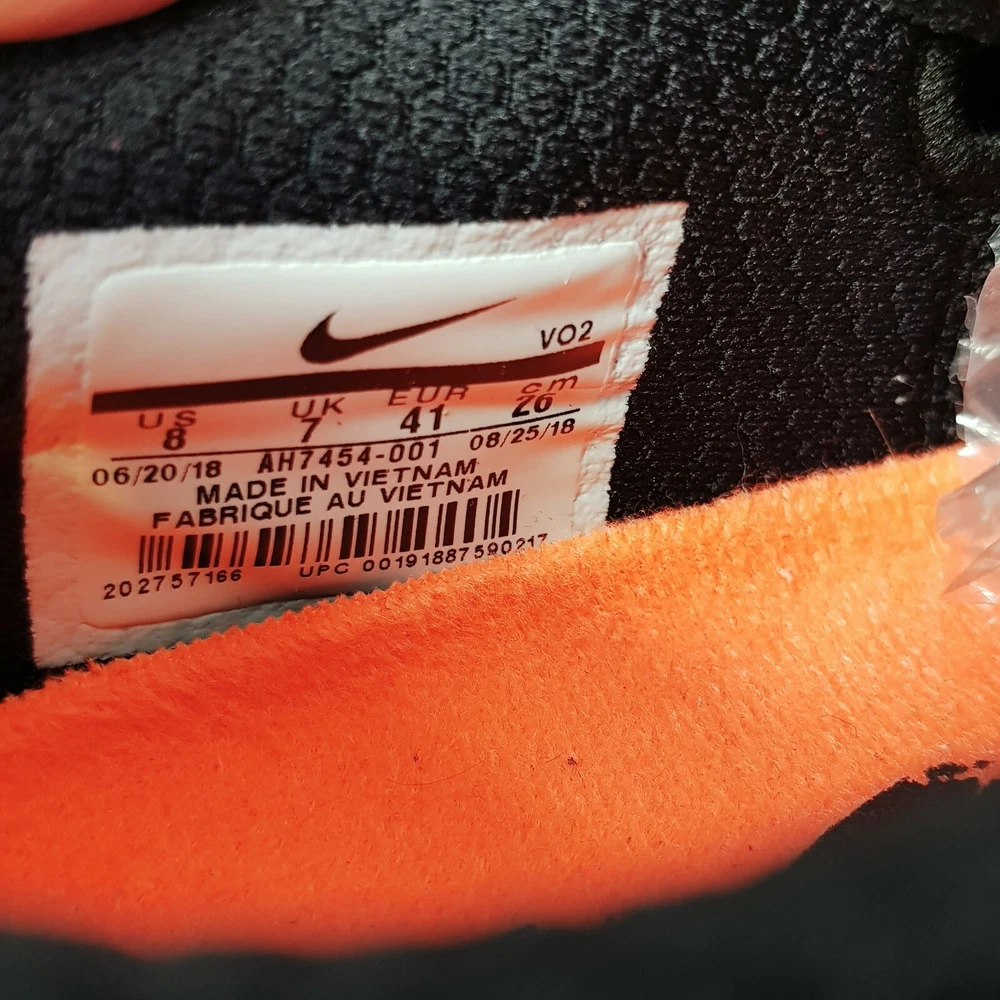 VO2
US UK EUR cm
8 7 41 26
06/20/18 AH7454-001 08/25/18
MADE IN VIETNAM
FABRIQUE AU VIETNAM
202757166 UPC 00191887590217